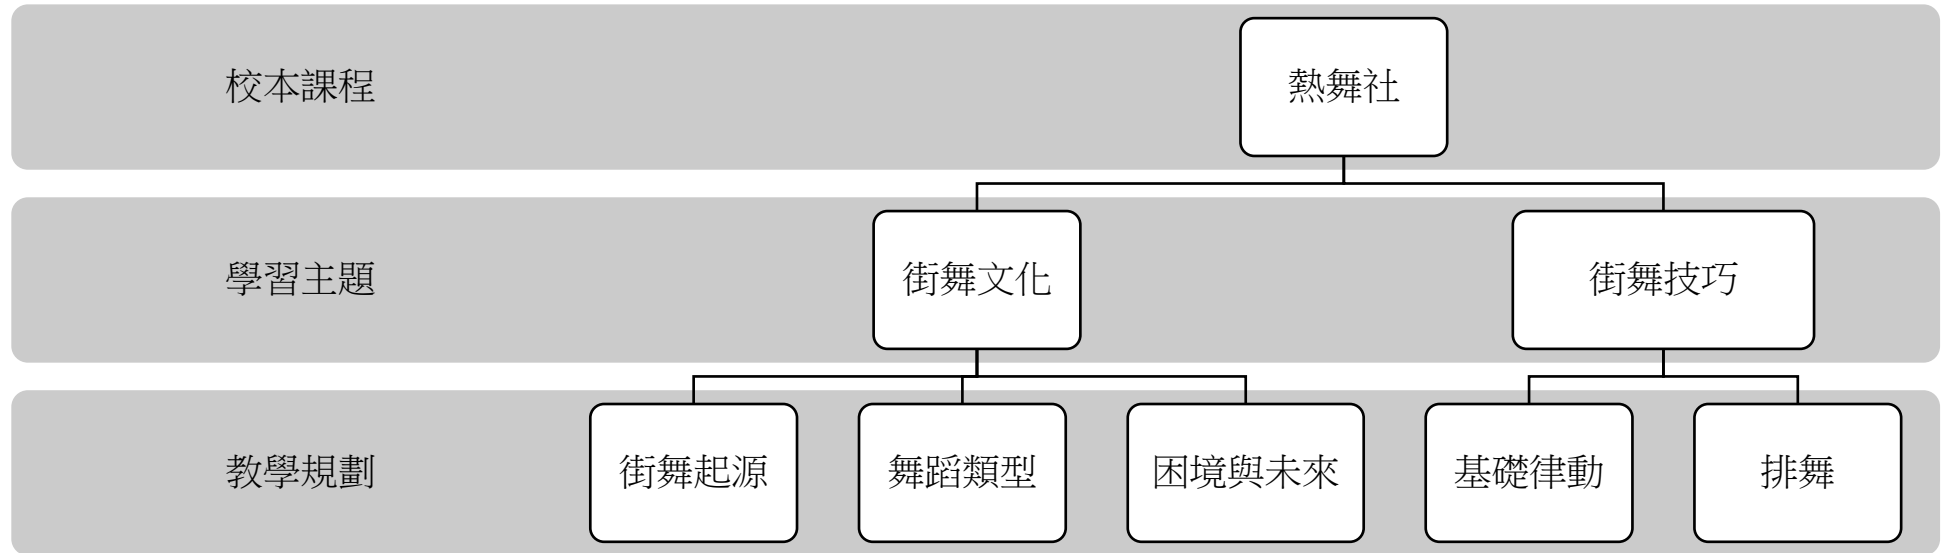 校本課程
熱舞社
學習主題
街舞文化
街舞技巧
教學規劃
街舞起源
舞蹈類型
困境與未來
基礎律動
排舞